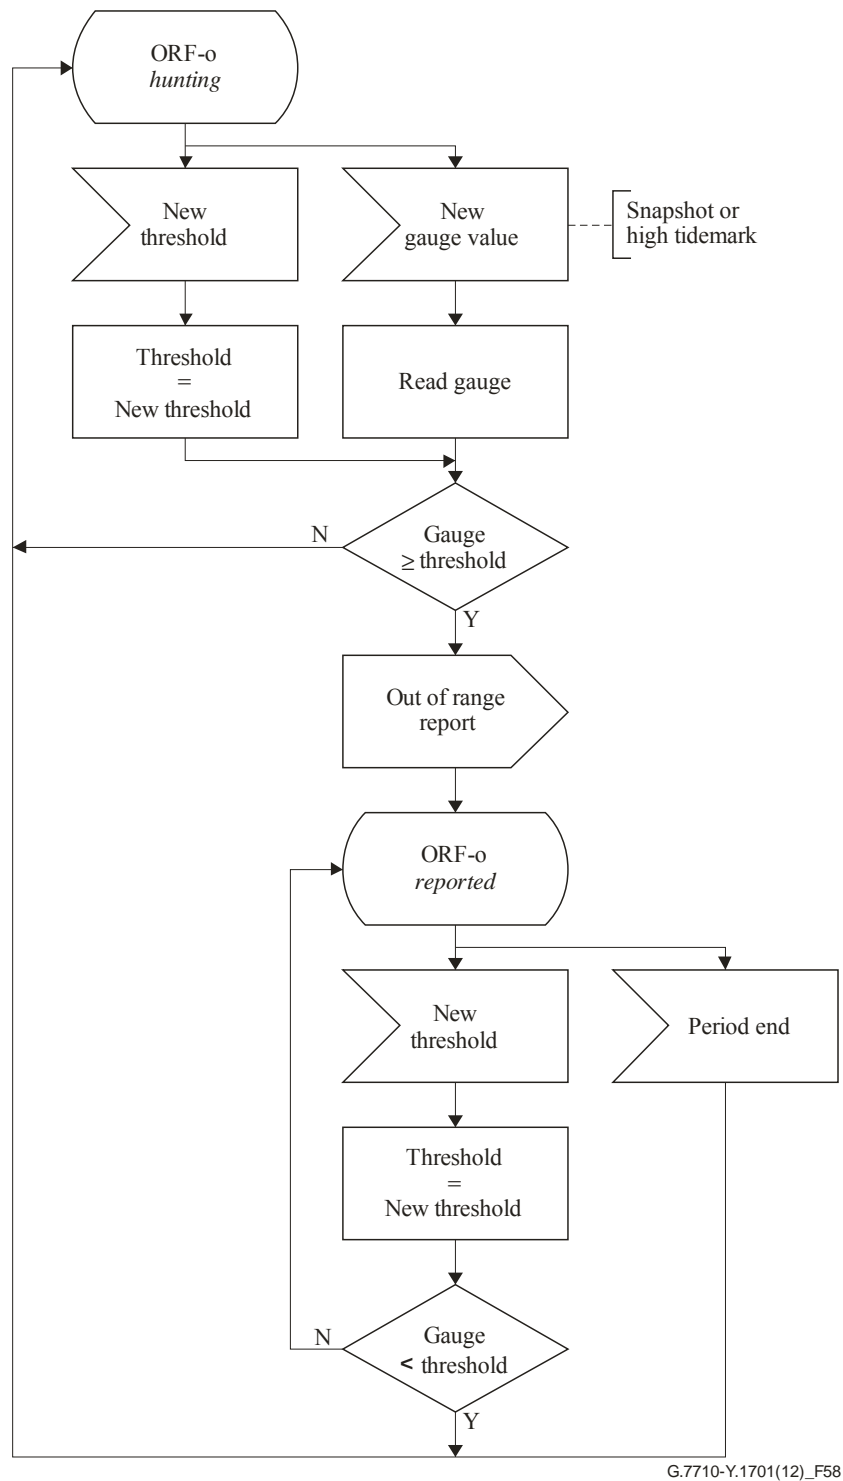 ORF-o
hunting
New
threshold
New
gauge value
Snapshot or
high tidemark
Threshold
=
New threshold
Read gauge
Gauge
≥ threshold
N
Y
Out of range
report
ORF-o
reported
New
threshold
Period end
Threshold
=
New threshold
Gauge
< threshold
N
Y
G.7710-Y.1701(12)_F58